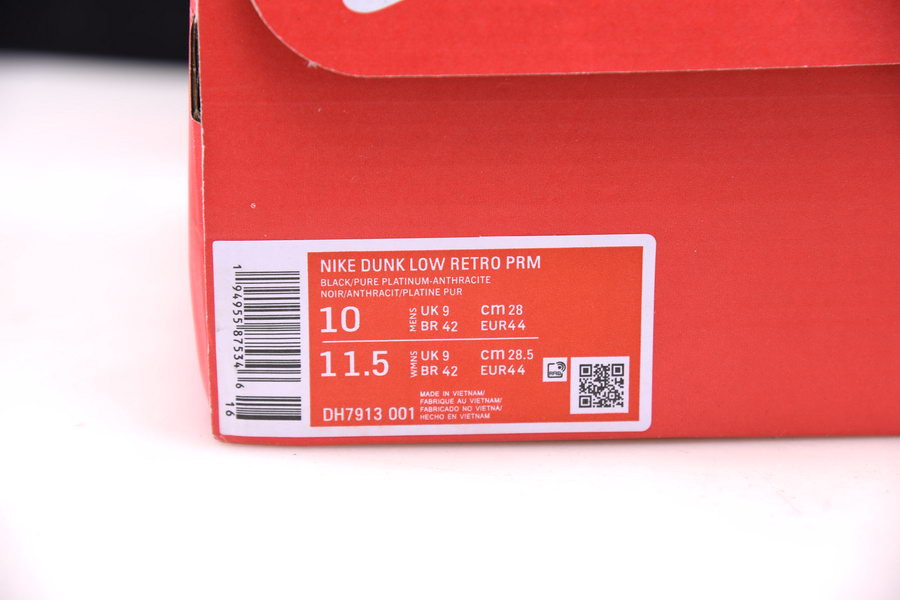 NIKE DUNK LOW RETRO PRM
BLACK/PURE PLATINUM-ANTHRACITE
NOIR/ANTHRACIT/PLATINE PUR
10 MENS UK 9 cm 28
BR 42 EUR44
11.5 WMNS UK 9 cm 28.5
BR 42 EUR44
RFID
DH7913 001
MADE IN VIETNAM/
FABRIQUE AU VIETNAM/
FABRICADO NO VIETNÃ/
HECHO EN VIETNAM
1 94955 87534 6 16